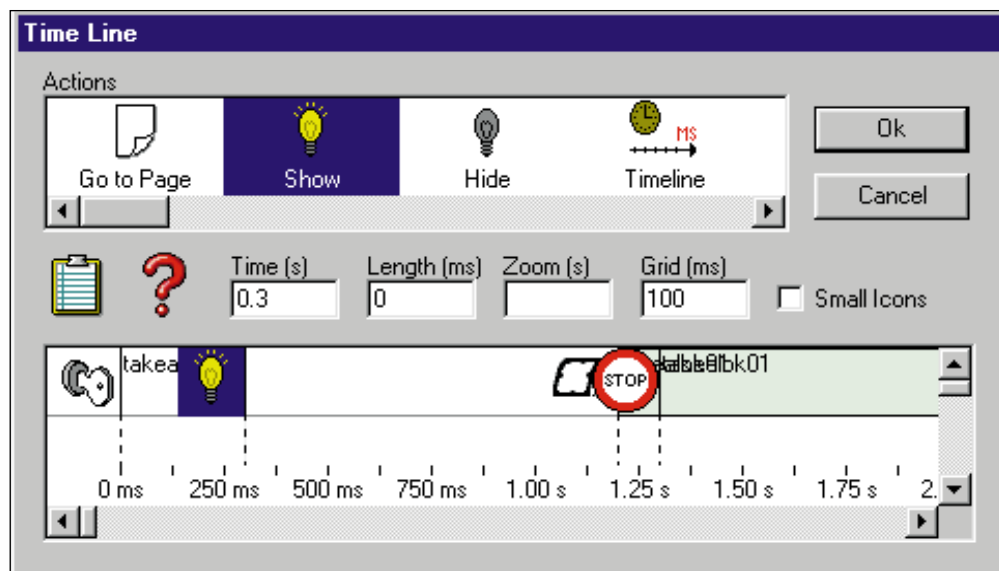 Time Line
Actions
Go to Page Show Hide MS Timeline
Ok
Cancel
Time (s) Length (ms) Zoom (s) Grid (ms)
0.3 0 100 Small Icons
takea STOP bk01
0 ms 250 ms 500 ms 750 ms 1.00 s 1.25 s 1.50 s 1.75 s 2.